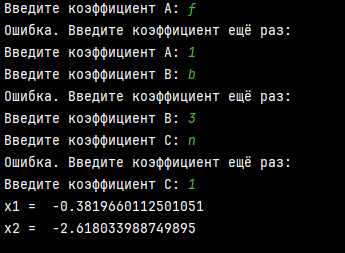 Введите коэффициент A: f
Ошибка. Введите коэффициент ещё раз:
Введите коэффициент A: 1
Введите коэффициент B: b
Ошибка. Введите коэффициент ещё раз:
Введите коэффициент B: 3
Введите коэффициент C: n
Ошибка. Введите коэффициент ещё раз:
Введите коэффициент C: 1
x1 =  -0.3819660112501051
x2 =  -2.618033988749895